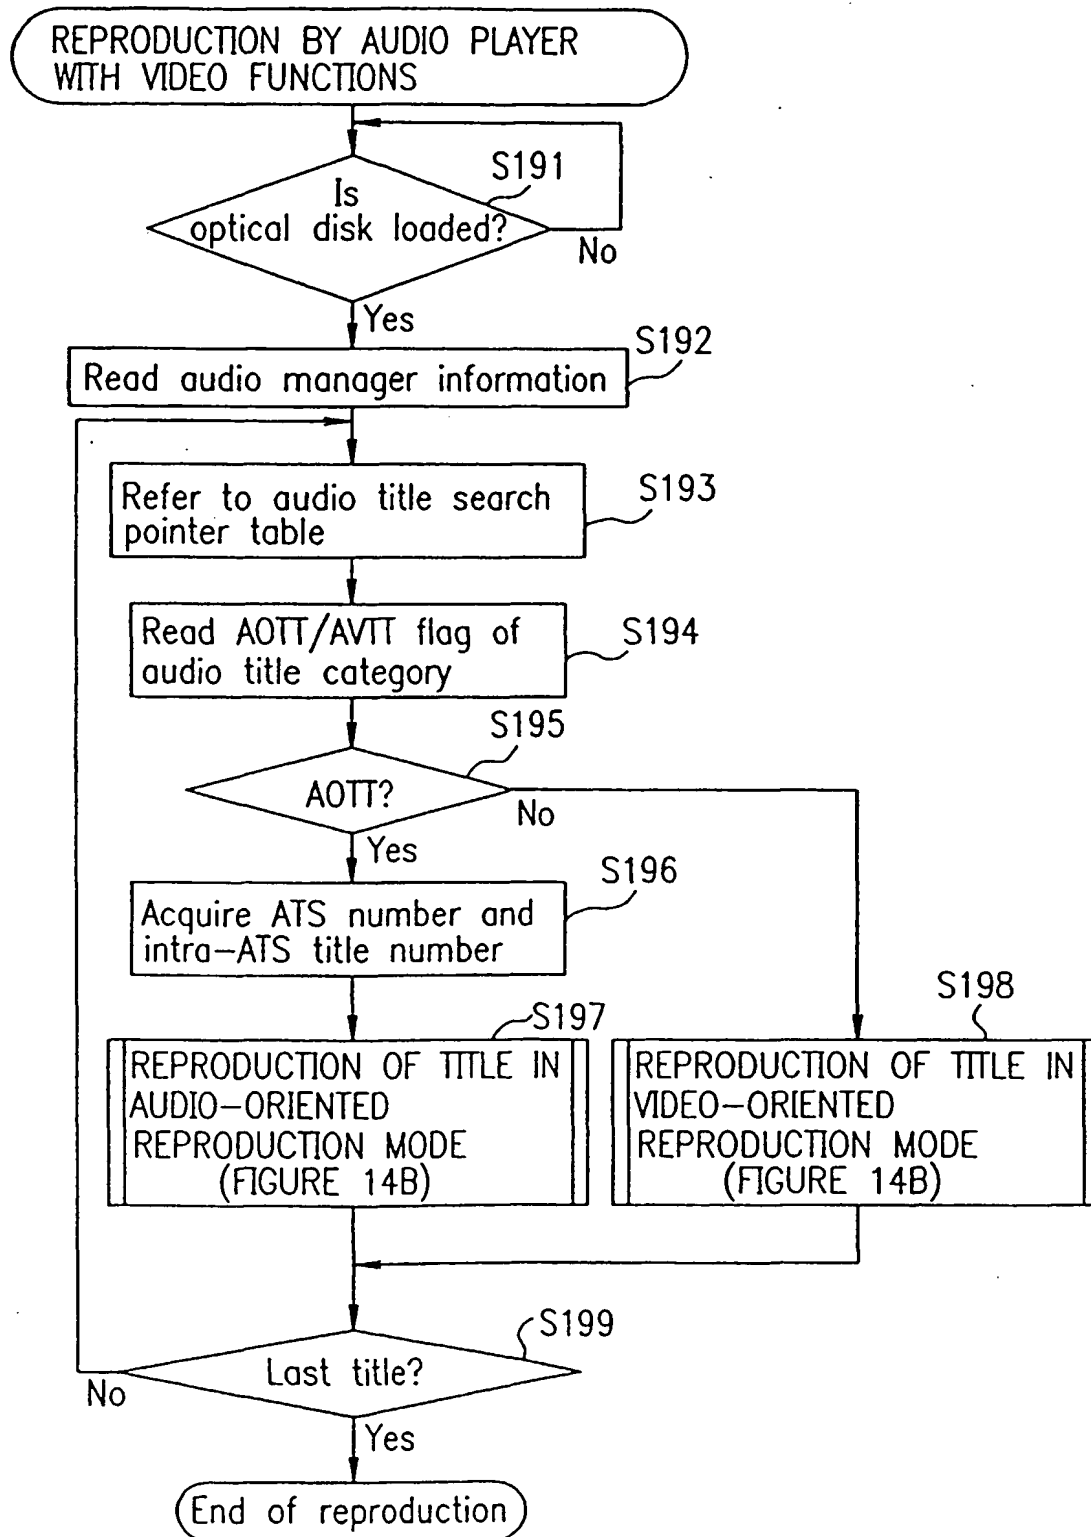 REPRODUCTION BY AUDIO PLAYER
WITH VIDEO FUNCTIONS
S191
Is
optical disk loaded?
No
Yes
S192
Read audio manager information
S193
Refer to audio title search
pointer table
Read AOTT/AVTT flag of
audio title category
S194
S195
AOTT?
No
Yes
S196
Acquire ATS number and
intra-ATS title number
S197
S198
REPRODUCTION OF TITLE IN
AUDIO-ORIENTED
REPRODUCTION MODE
(FIGURE 14B)
REPRODUCTION OF TITLE IN
VIDEO-ORIENTED
REPRODUCTION MODE
(FIGURE 14B)
S199
Last title?
No
Yes
End of reproduction